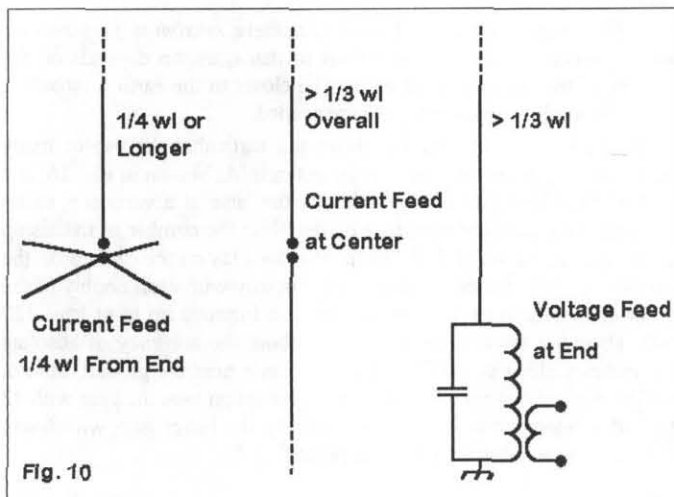 1/4 wl or
Longer
Current Feed
1/4 wl From End
> 1/3 wl
Overall
Current Feed
at Center
> 1/3 wl
Voltage Feed
at End
Fig. 10